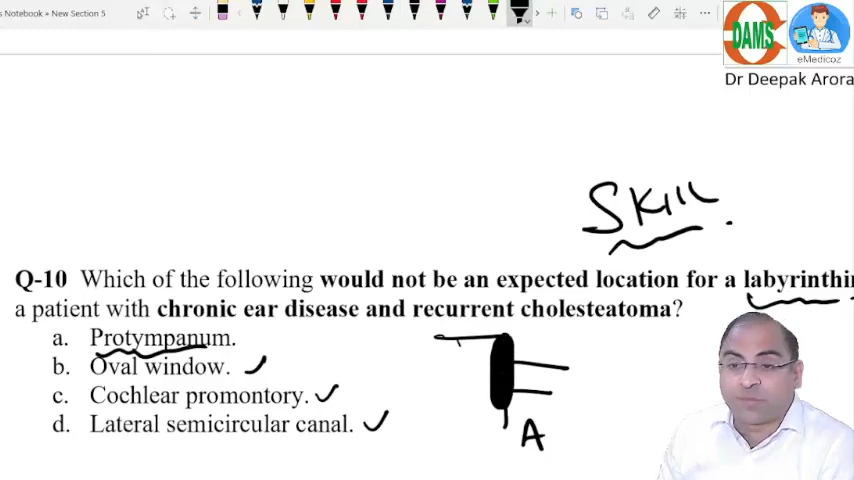 s Notebook » New Section 5
DAMS
eMedicoz
Dr Deepak Arora
Skill.
Q-10 Which of the following would not be an expected location for a labyrinthi
a patient with chronic ear disease and recurrent cholesteatoma?
a. Protympanum.
b. Oval window.
c. Cochlear promontory.
d. Lateral semicircular canal.
A